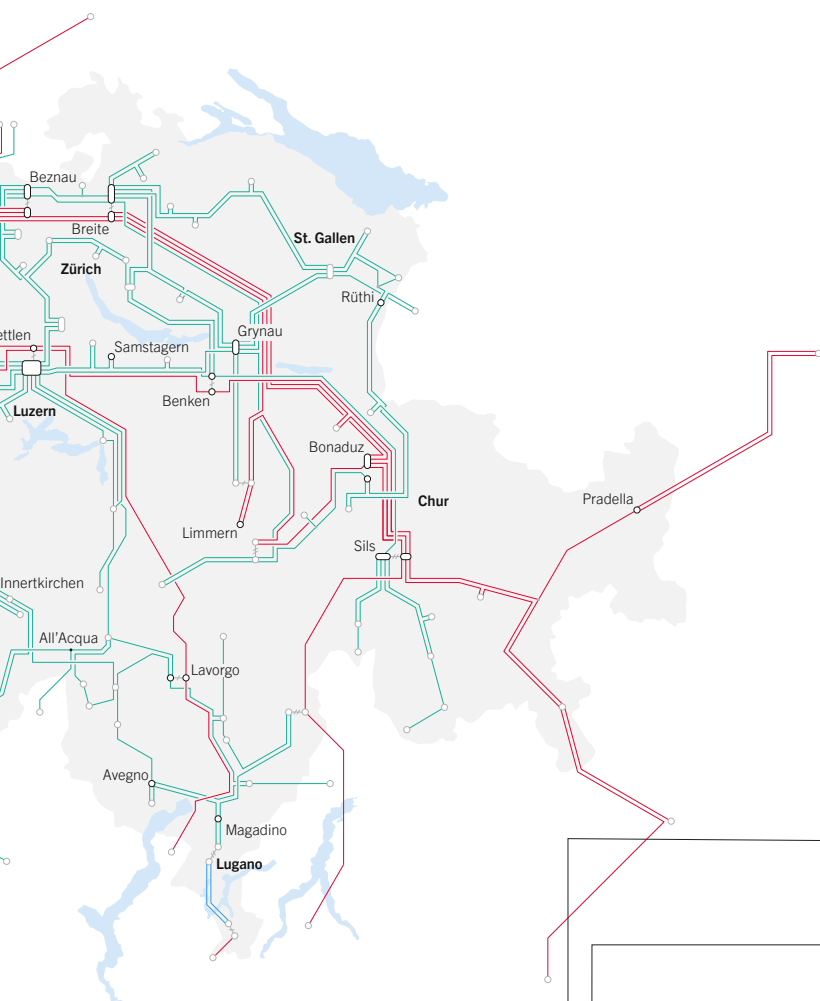 Beznau
Breite
St. Gallen
Zürich
Rüthi
ettlen
Grynau
Samstagern
Benken
Luzern
Bonaduz
Chur
Pradella
Limmern
Sils
Innertkirchen
All'Acqua
Lavorgo
Avegno
Magadino
Lugano